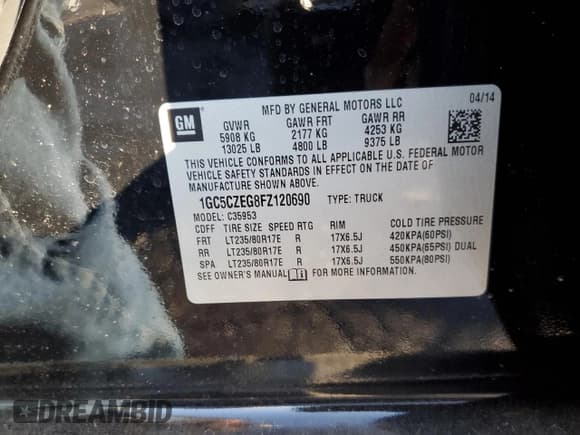 MFD BY GENERAL MOTORS LLC 04/14
GM
GVWR GAWR FRT GAWR RR
5908 KG 2177 KG 4253 KG
13025 LB 4800 LB 9375 LB
THIS VEHICLE CONFORMS TO ALL APPLICABLE U.S. FEDERAL MOTOR
VEHICLE SAFETY STANDARDS IN EFFECT ON THE DATE OF
MANUFACTURE SHOWN ABOVE.
1GC5CZEG8FZ120690 TYPE: TRUCK
MODEL: C35953
CDFF TIRE SIZE SPEED RTG RIM COLD TIRE PRESSURE
FRT LT235/80R17E R 17X6.5J 420KPA(60PSI)
RR LT235/80R17E R 17X6.5J 450KPA(65PSI) DUAL
SPA LT235/80R17E R 17X6.5J 550KPA(80PSI)
SEE OWNER'S MANUAL FOR MORE INFORMATION.
DREAMBID